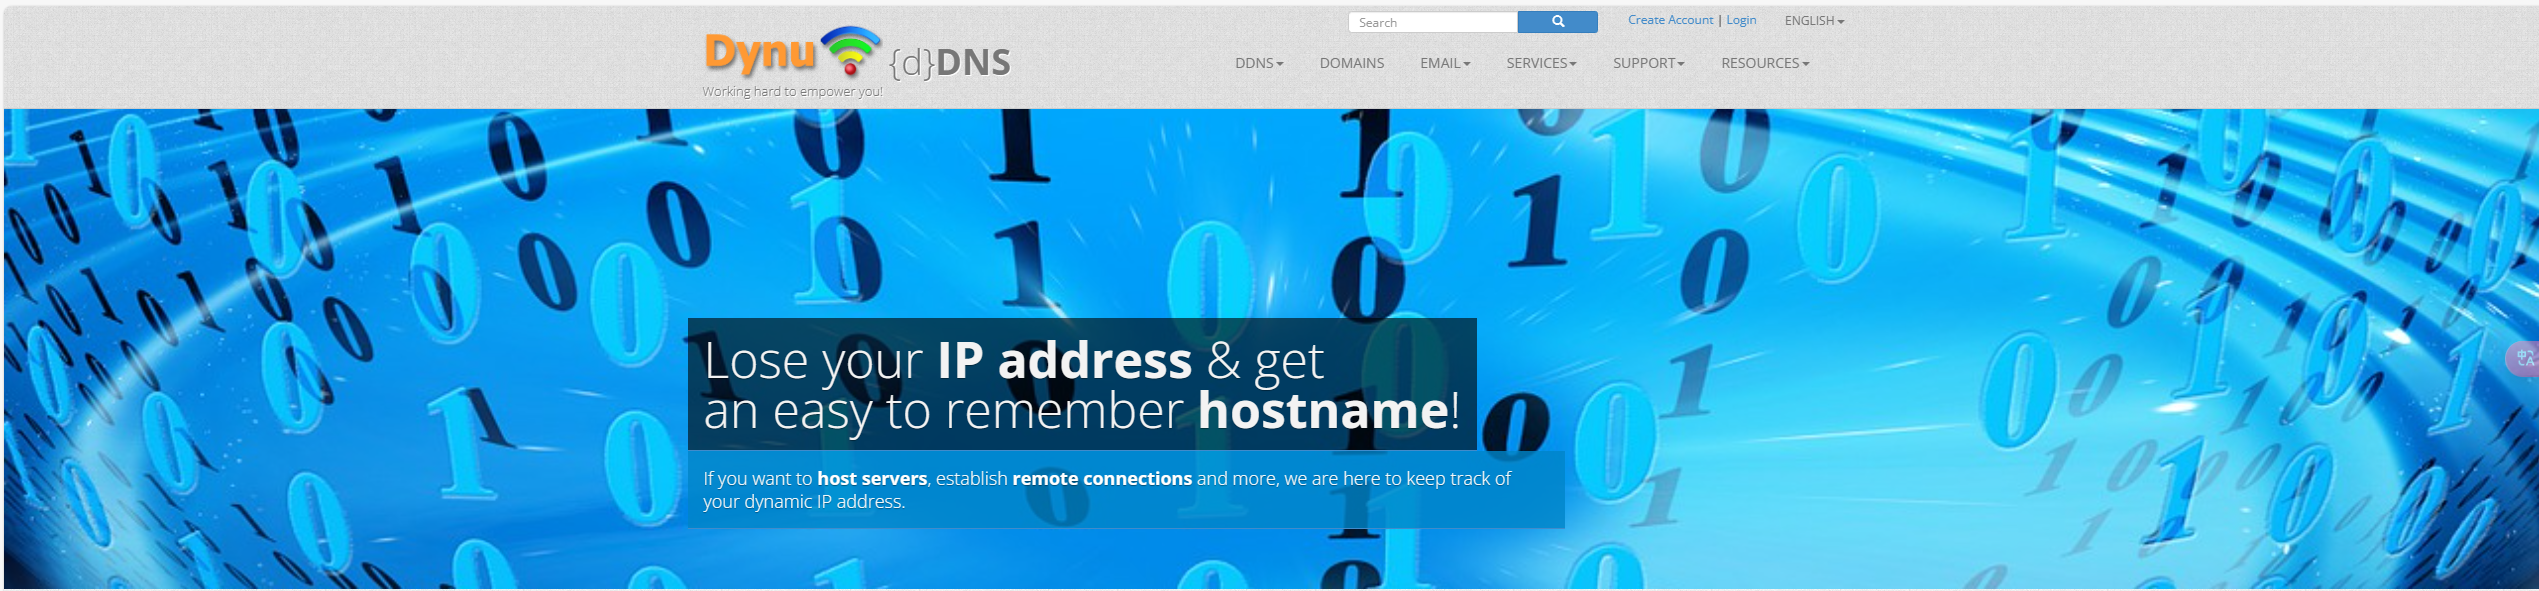 Search
Create Account | Login
ENGLISH
Dynu {d}DNS
Working hard to empower you!
DDNS DOMAINS EMAIL SERVICES SUPPORT RESOURCES
Lose your IP address & get
an easy to remember hostname!
If you want to host servers, establish remote connections and more, we are here to keep track of
your dynamic IP address.